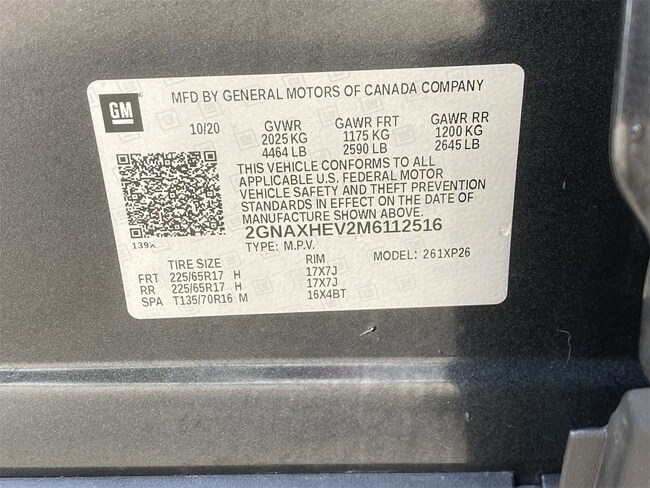 GM
MFD BY GENERAL MOTORS OF CANADA COMPANY
10/20 GVWR GAWR FRT GAWR RR
2025 KG 1175 KG 1200 KG
4464 LB 2590 LB 2645 LB
THIS VEHICLE CONFORMS TO ALL
APPLICABLE U.S. FEDERAL MOTOR
VEHICLE SAFETY AND THEFT PREVENTION
STANDARDS IN EFFECT ON THE DATE OF
MANUFACTURE SHOWN ABOVE.
2GNAXHEV2M6112516
139X
TYPE: M.P.V. MODEL: 261XP26
TIRE SIZE RIM
FRT 225/65R17 H 17X7J
RR 225/65R17 H 17X7J
SPA T135/70R16 M 16X4BT